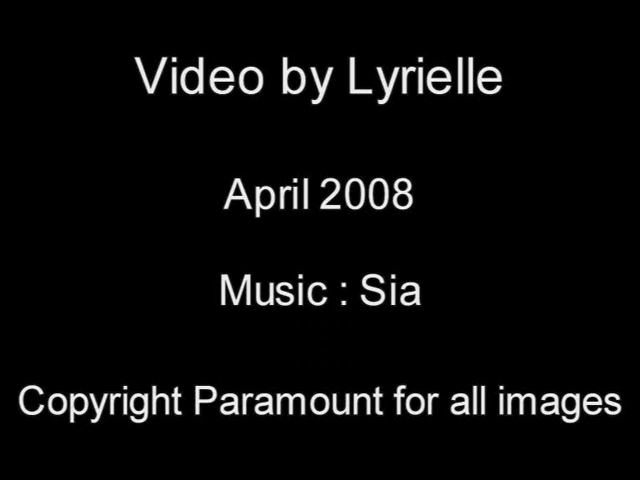 Video by Lyrielle
April 2008
Music : Sia
Copyright Paramount for all images